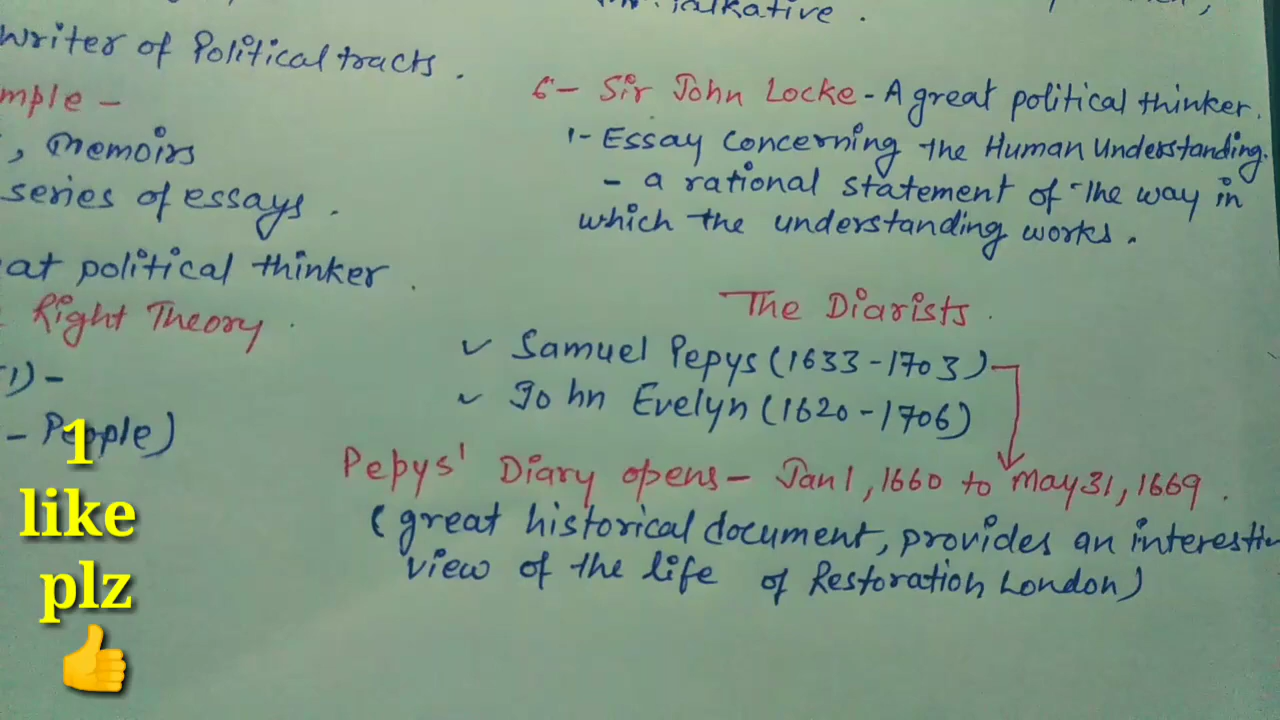 Talkative.
Writer of Political tracts.
mple -
, memoirs
series of essays.
at political thinker.
Right Theory.
1) -
- People)
6- Sir John Locke - A great political thinker.
1- Essay Concerning the Human Understanding.
- a rational statement of the way in
which the understanding works.
The Diarists.
✓ Samuel Pepys (1633-1703)
✓ John Evelyn (1620-1706)
Pepys' Diary opens - Jan 1, 1660 to May 31, 1669.
(great historical document, provides an interestin
view of the life of Restoration London)
1
like
plz
👍